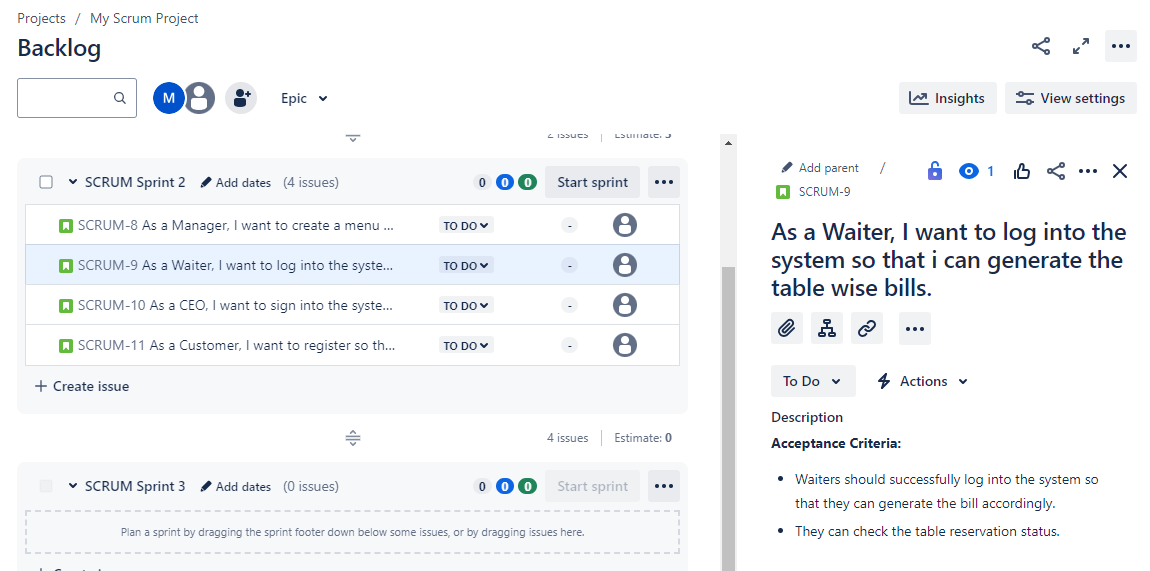 Projects / My Scrum Project
Backlog
M
Epic
Insights
View settings
2 issues Estimate: 5
SCRUM Sprint 2 Add dates (4 issues) 0 0 0 Start sprint
SCRUM-8 As a Manager, I want to create a menu ... TO DO -
SCRUM-9 As a Waiter, I want to log into the syste... TO DO -
SCRUM-10 As a CEO, I want to sign into the syste... TO DO -
SCRUM-11 As a Customer, I want to register so th... TO DO -
+ Create issue
4 issues Estimate: 0
SCRUM Sprint 3 Add dates (0 issues) 0 0 0 Start sprint
Plan a sprint by dragging the sprint footer down below some issues, or by dragging issues here.
Add parent /
1
SCRUM-9
As a Waiter, I want to log into the
system so that i can generate the
table wise bills.
To Do
Actions
Description
Acceptance Criteria:
• Waiters should successfully log into the system so
that they can generate the bill accordingly.
• They can check the table reservation status.